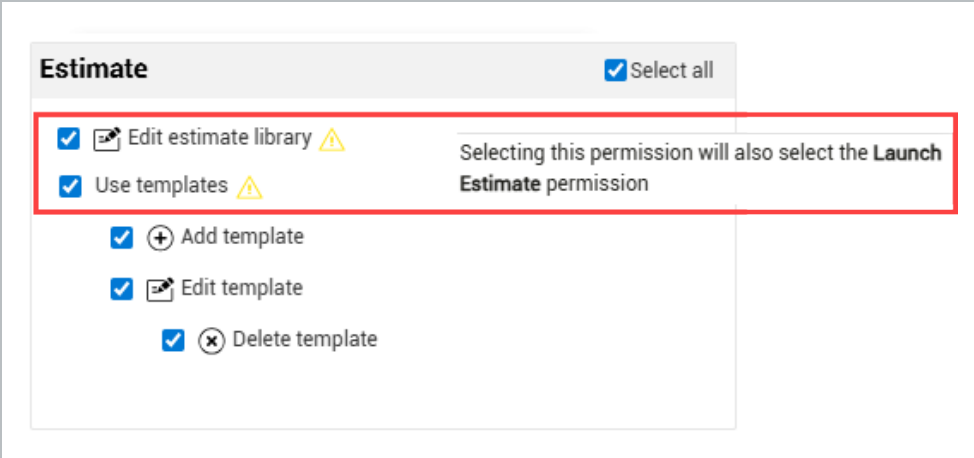 Estimate
Select all
Edit estimate library
Selecting this permission will also select the Launch
Estimate permission
Use templates
Add template
Edit template
Delete template